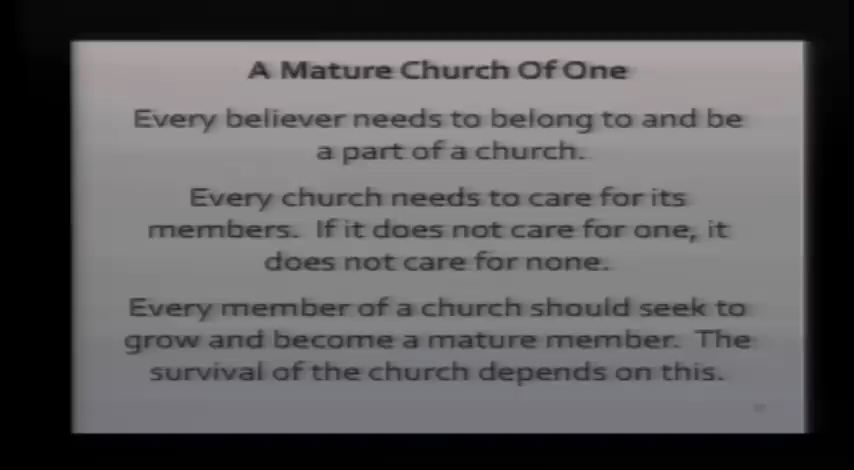 A Mature Church Of One
Every believer needs to belong to and be
a part of a church.
Every church needs to care for its
members.  If it does not care for one, it
does not care for none.
Every member of a church should seek to
grow and become a mature member.  The
survival of the church depends on this.